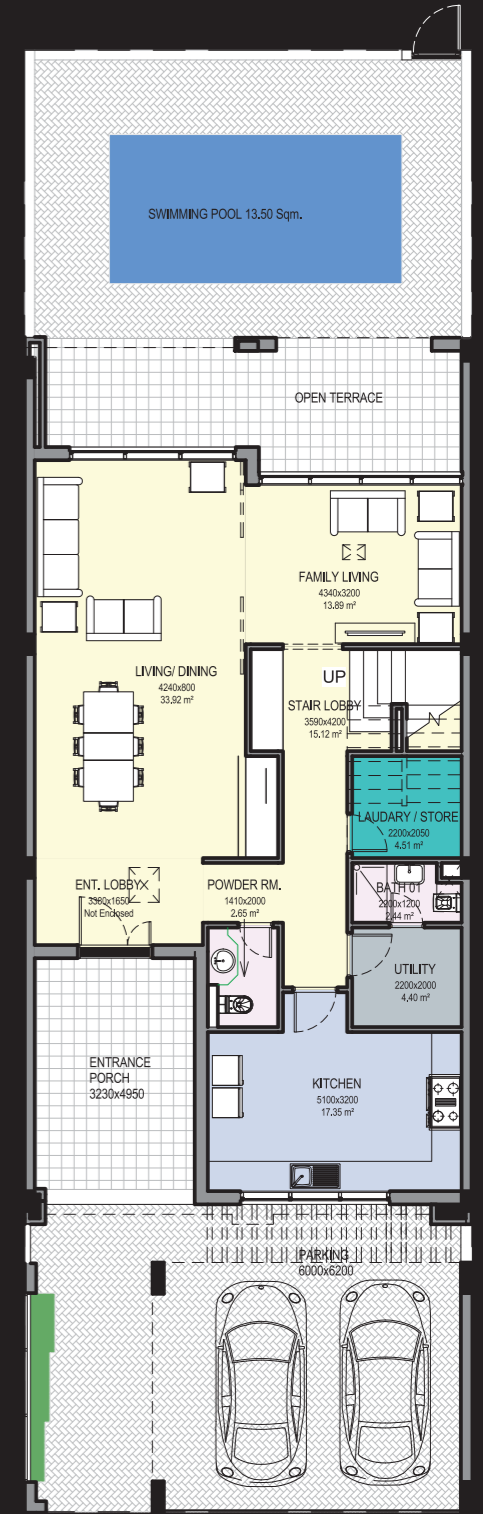 SWIMMING POOL 13.50 Sqm.
OPEN TERRACE
FAMILY LIVING
4340x3200
13.89 m²
LIVING/ DINING
4240x800
33,92 m²
UP
STAIR LOBBY
3590x4200
15.12 m²
LAUDARY / STORE
2200x2050
4.51 m²
ENT. LOBBY
3380x1650
Not Enclosed
POWDER RM.
1410x2000
2.65 m²
BATH 01
2200x1200
2.44 m²
UTILITY
2200x2000
4,40 m²
ENTRANCE
PORCH
3230x4950
KITCHEN
5100x3200
17.35 m²
PARKING
6000x6200